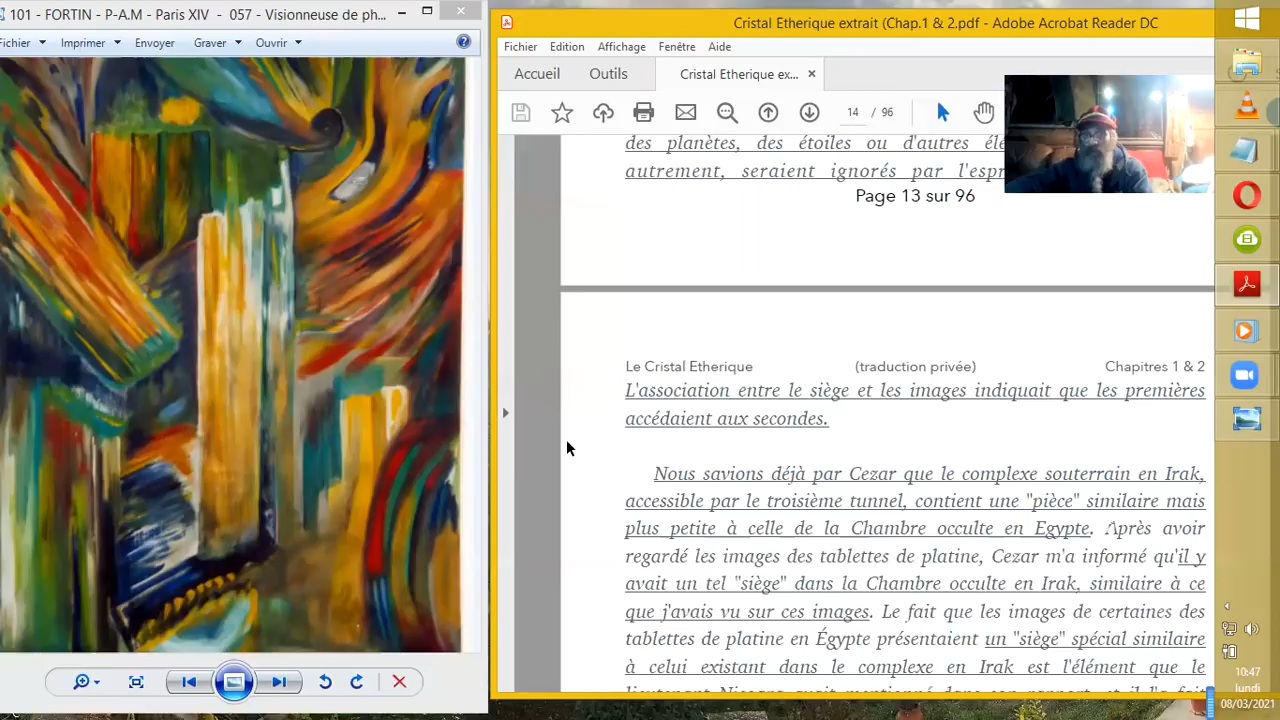 101 - FORTIN - P-A.M - Paris XIV - 057 - Visionneuse de ph...
Fichier Imprimer Envoyer Graver Ouvrir
Cristal Etherique extrait (Chap.1 & 2.pdf - Adobe Acrobat Reader DC
Fichier Edition Affichage Fenêtre Aide
Accueil Outils Cristal Etherique ex... ×
14 / 96
des planètes, des étoiles ou d'autres élé
autrement, seraient ignorés par l'espr
Page 13 sur 96
Le Cristal Etherique (traduction privée) Chapitres 1 & 2
L'association entre le siège et les images indiquait que les premières
accédaient aux secondes.
Nous savions déjà par Cezar que le complexe souterrain en Irak,
accessible par le troisième tunnel, contient une "pièce" similaire mais
plus petite à celle de la Chambre occulte en Egypte. Après avoir
regardé les images des tablettes de platine, Cezar m'a informé qu'il y
avait un tel "siège" dans la Chambre occulte en Irak, similaire à ce
que j'avais vu sur ces images. Le fait que les images de certaines des
tablettes de platine en Égypte présentaient un "siège" spécial similaire
à celui existant dans le complexe en Irak est l'élément que le
10:47
lundi
08/03/2021